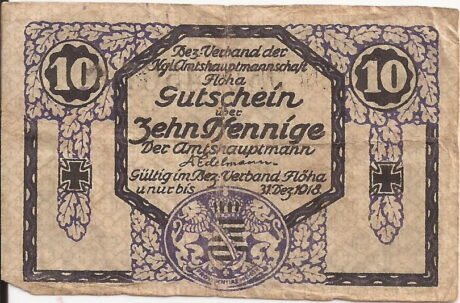 Bez. Verband der
Kgl. Amtshauptmannschaft
Flöha
10
10
Gutschein
über
Zehn Pfennige
Der Amtshauptmann
Edelmann
Gültig im Bez. Verband Flöha
u. nur bis 31. Dez. 1918.